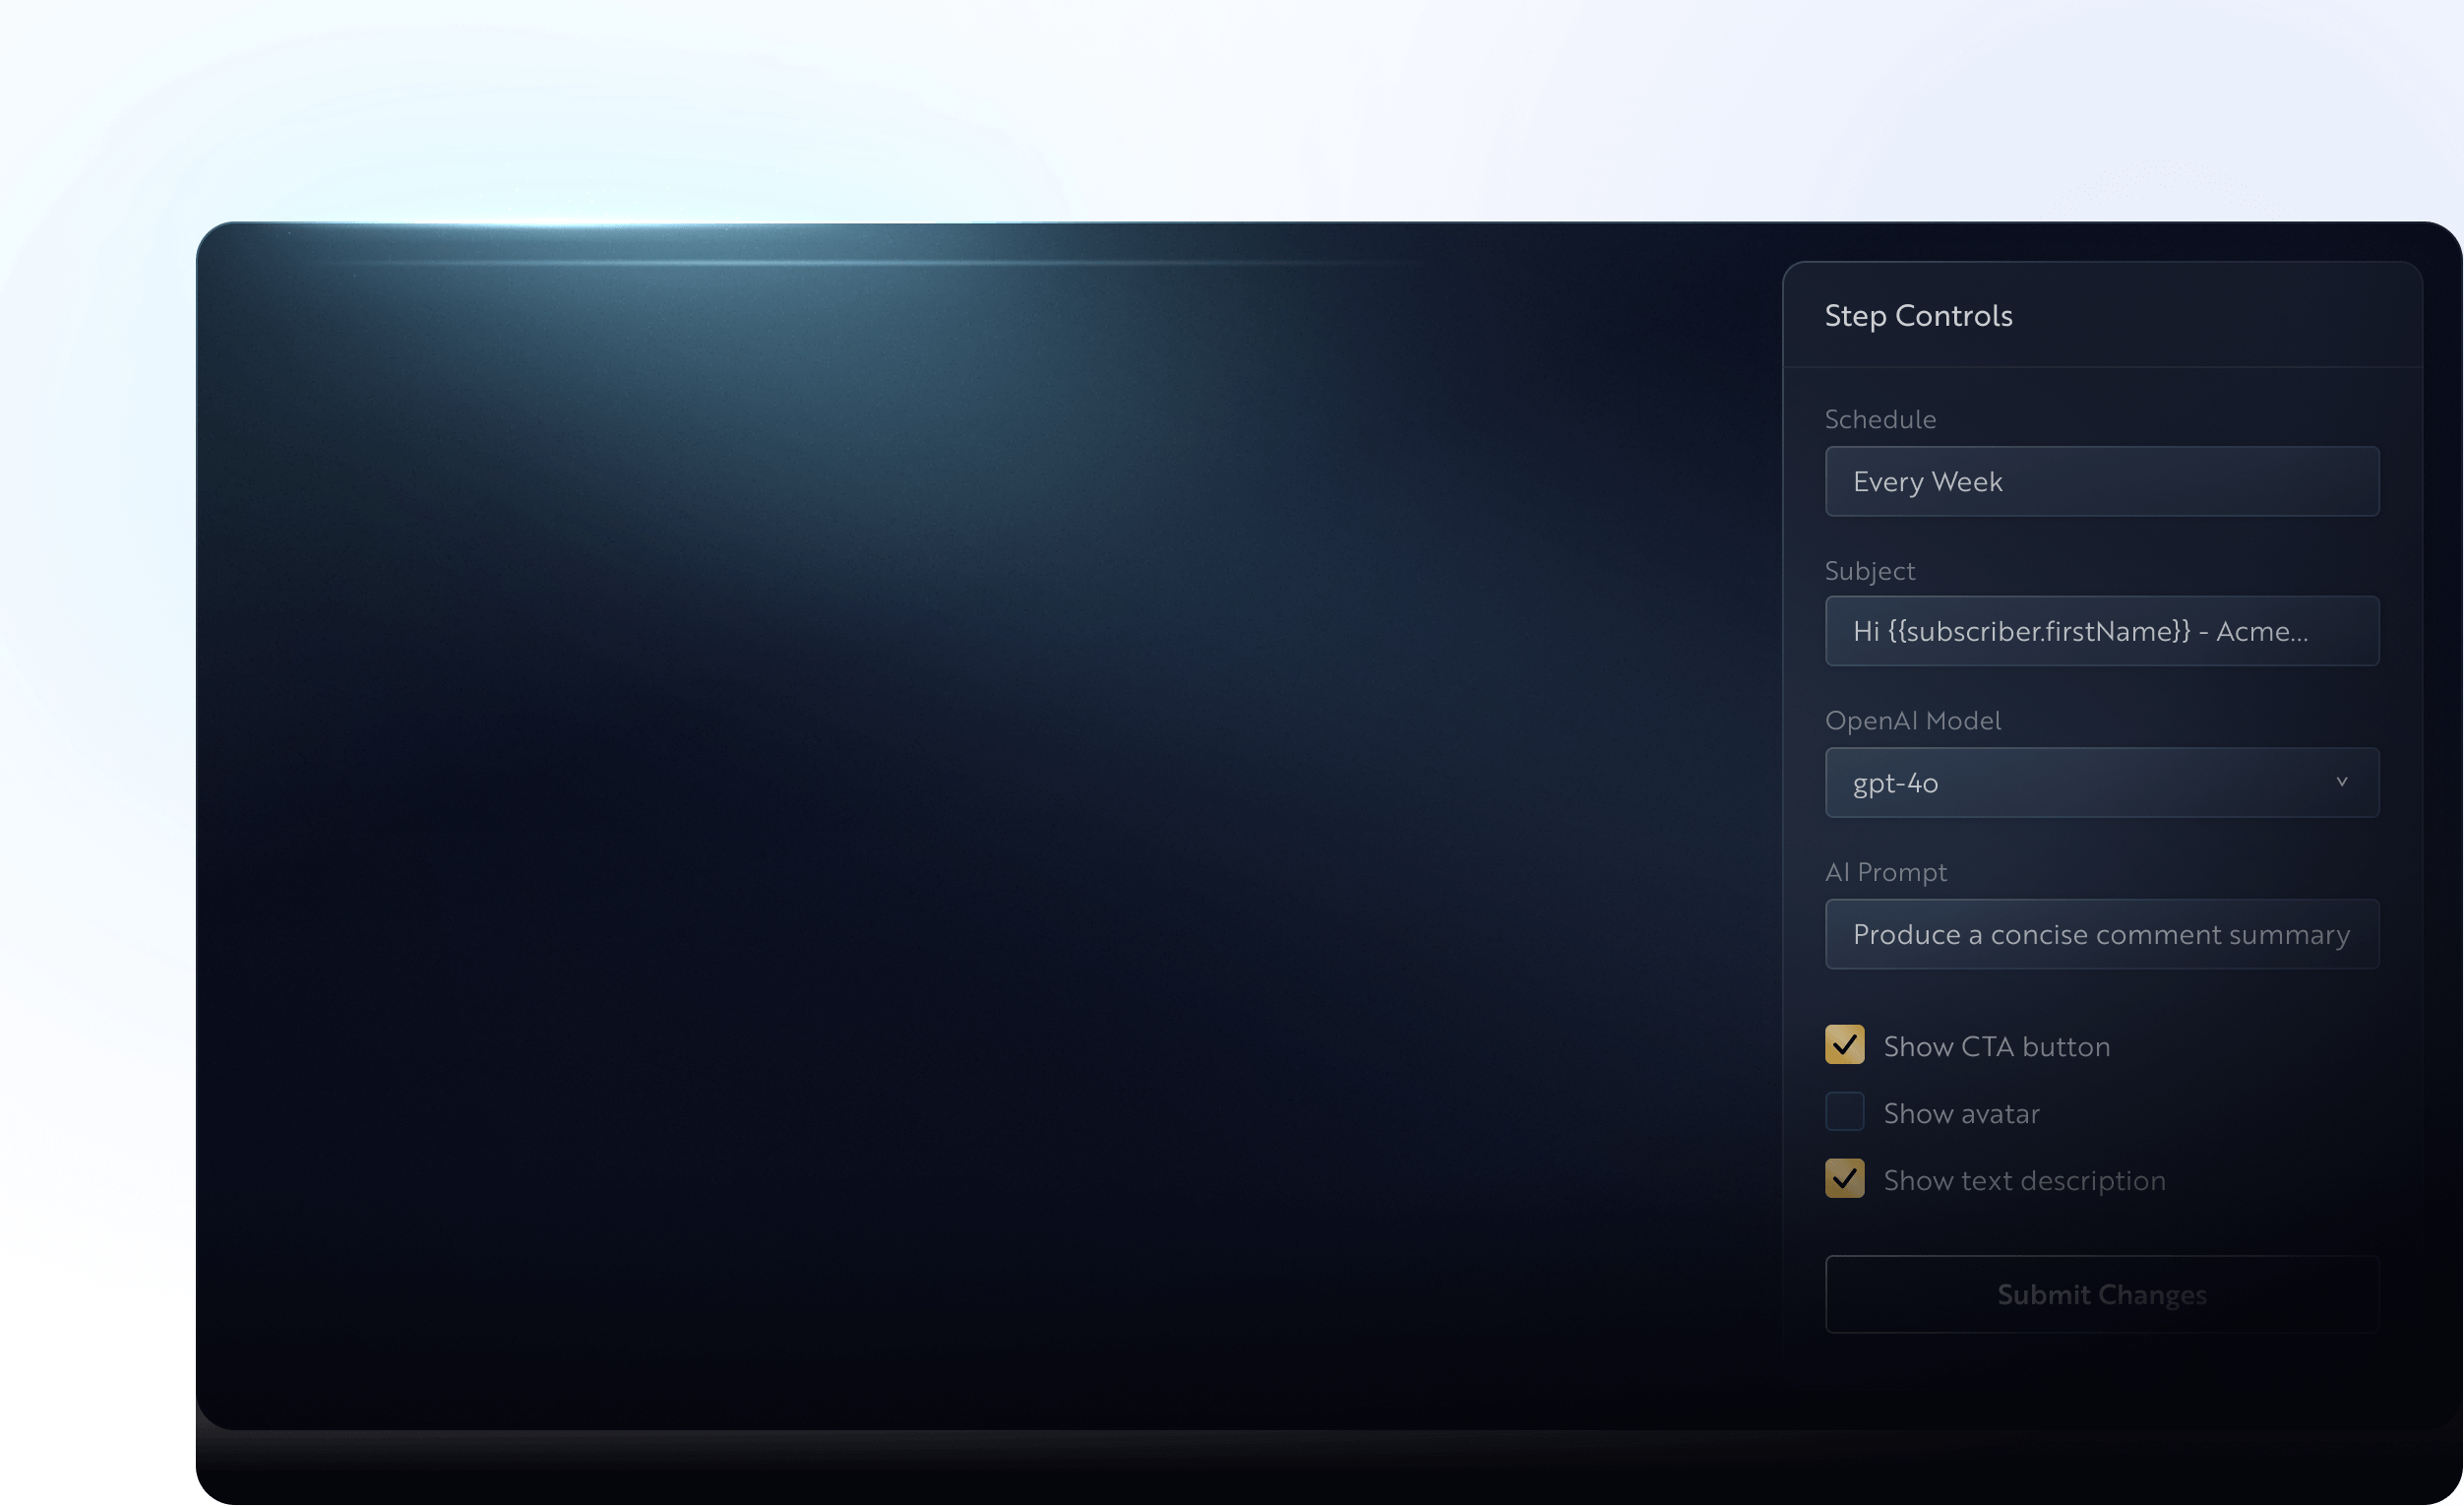 Step Controls
Schedule
Every Week
Subject
Hi {{subscriber.firstName}} - Acme...
OpenAI Model
gpt-4o
AI Prompt
Produce a concise comment summary
Show CTA button
Show avatar
Show text description
Submit Changes